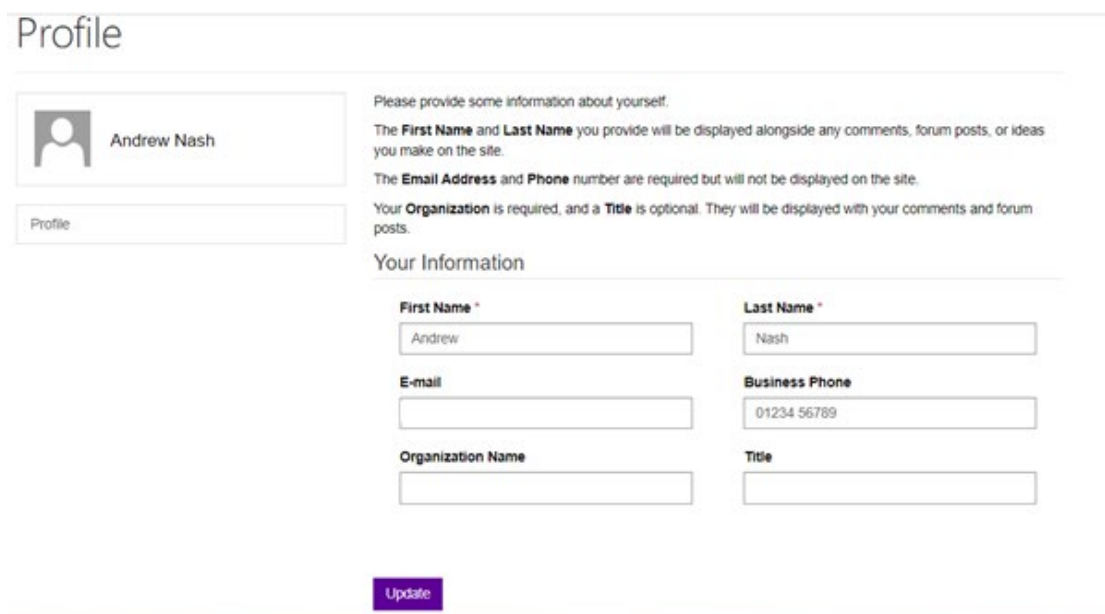 Profile
Andrew Nash
Profile
Please provide some information about yourself.
The First Name and Last Name you provide will be displayed alongside any comments, forum posts, or ideas
you make on the site.
The Email Address and Phone number are required but will not be displayed on the site.
Your Organization is required, and a Title is optional. They will be displayed with your comments and forum
posts.
Your Information
First Name *
Last Name *
Andrew
Nash
E-mail
Business Phone
01234 56789
Organization Name
Title
Update